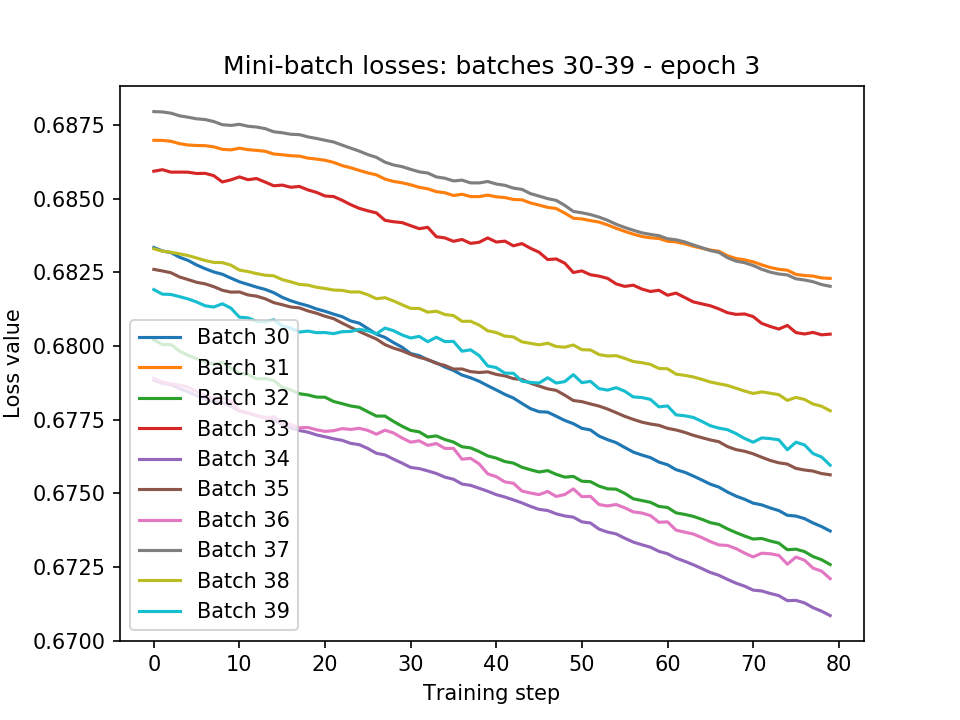 Mini-batch losses: batches 30-39 - epoch 3
0.6875
0.6850
0.6825
0.6800
0.6775
0.6750
0.6725
0.6700
Loss value
Batch 30
Batch 31
Batch 32
Batch 33
Batch 34
Batch 35
Batch 36
Batch 37
Batch 38
Batch 39
0 10 20 30 40 50 60 70 80
Training step